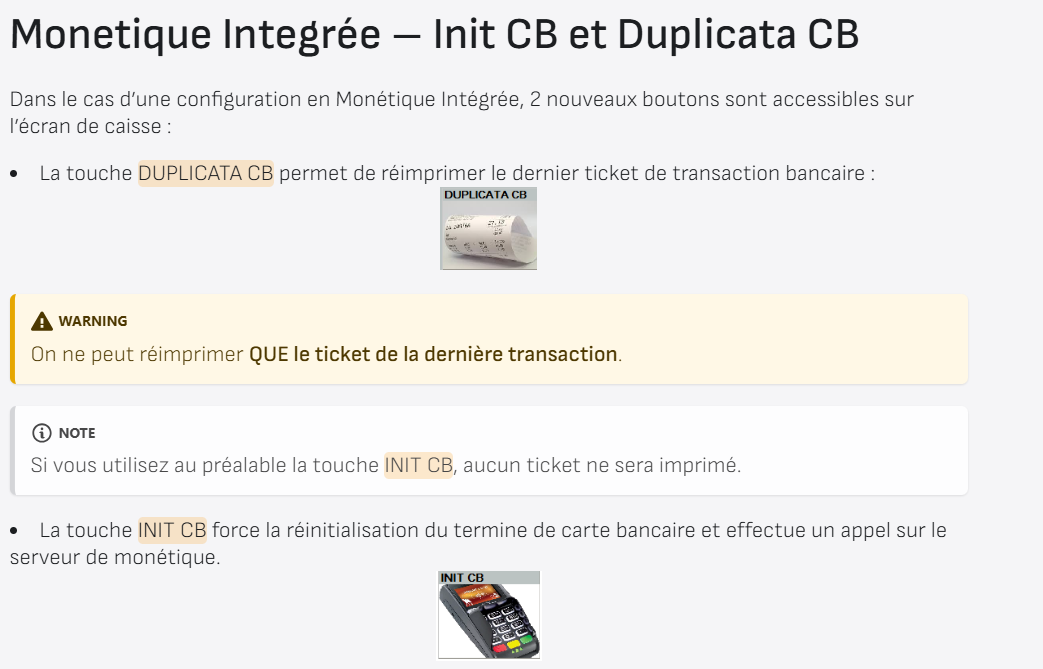 Monetique Integrée – Init CB et Duplicata CB
Dans le cas d’une configuration en Monétique Intégrée, 2 nouveaux boutons sont accessibles sur
l’écran de caisse :
• La touche DUPLICATA CB permet de réimprimer le dernier ticket de transaction bancaire :
DUPLICATA CB
WARNING
On ne peut réimprimer QUE le ticket de la dernière transaction.
NOTE
Si vous utilisez au préalable la touche INIT CB, aucun ticket ne sera imprimé.
• La touche INIT CB force la réinitialisation du termine de carte bancaire et effectue un appel sur le
serveur de monétique.
INIT CB